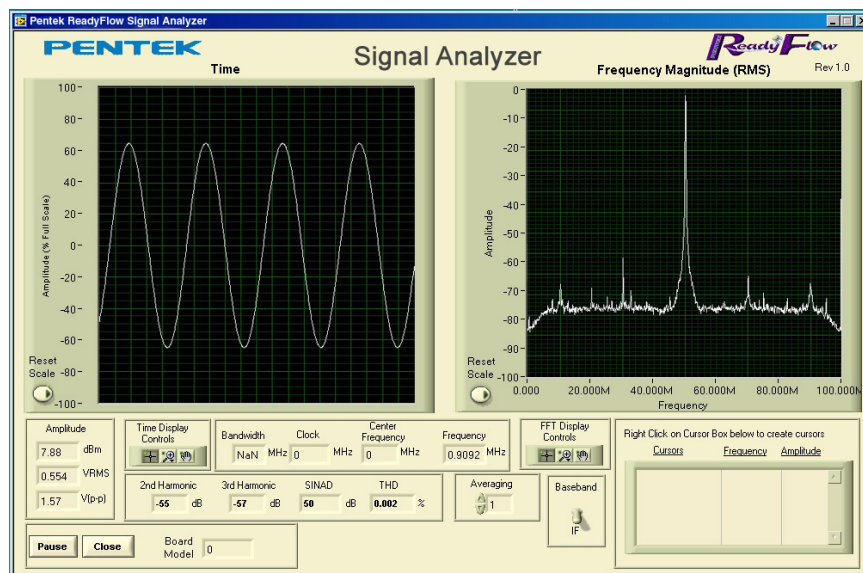 Pentek ReadyFlow Signal Analyzer
PENTEK
Signal Analyzer
ReadyFlow
Time
Frequency Magnitude (RMS)
Rev 1.0
100-
80-
60-
40-
20-
0-
-20-
-40-
-60-
-80-
-100-
Amplitude (% Full Scale)
Reset
Scale
0-
-10-
-20-
-30-
-40-
-50-
-60-
-70-
-80-
-90-
-100-
Amplitude
Reset
Scale
0.000 20.000M 40.000M 60.000M 80.000M 100.000M
Frequency
Amplitude
7.88 dBm
0.554 VRMS
1.57 V(p-p)
Time Display
Controls
Bandwidth
NaN MHz
Clock
0 MHz
Center
Frequency
0 MHz
Frequency
0.9092 MHz
FFT Display
Controls
Right Click on Cursor Box below to create cursors
Cursors Frequency Amplitude
2nd Harmonic
-55 dB
3rd Harmonic
-57 dB
SINAD
50 dB
THD
0.002 %
Averaging
1
Baseband
IF
Pause
Close
Board
Model
0